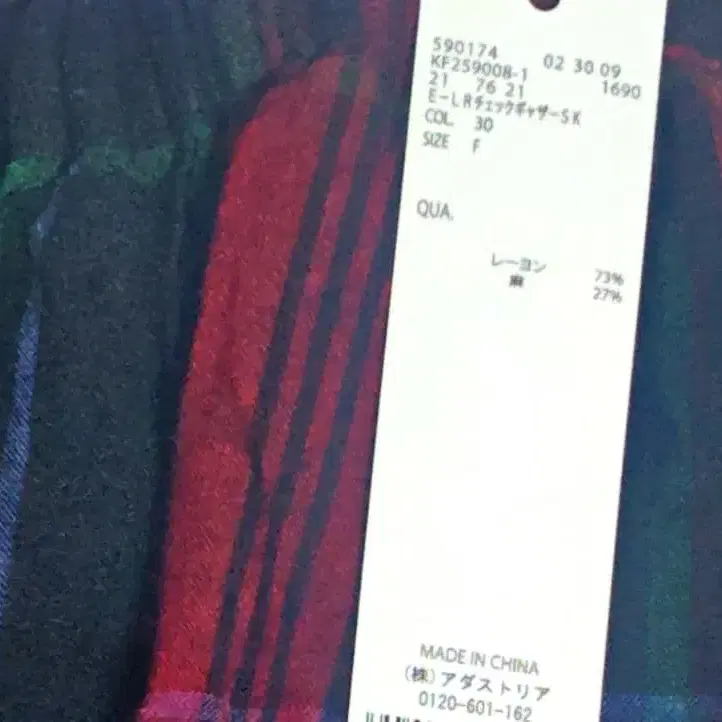 590174 02 30 09
KF259008-1 1690
21 76 21
E-LRチェックギャザーSK
COL. 30
SIZE F
QUA.
レーヨン 73%
麻 27%
MADE IN CHINA
(株)アダストリア
0120-601-162